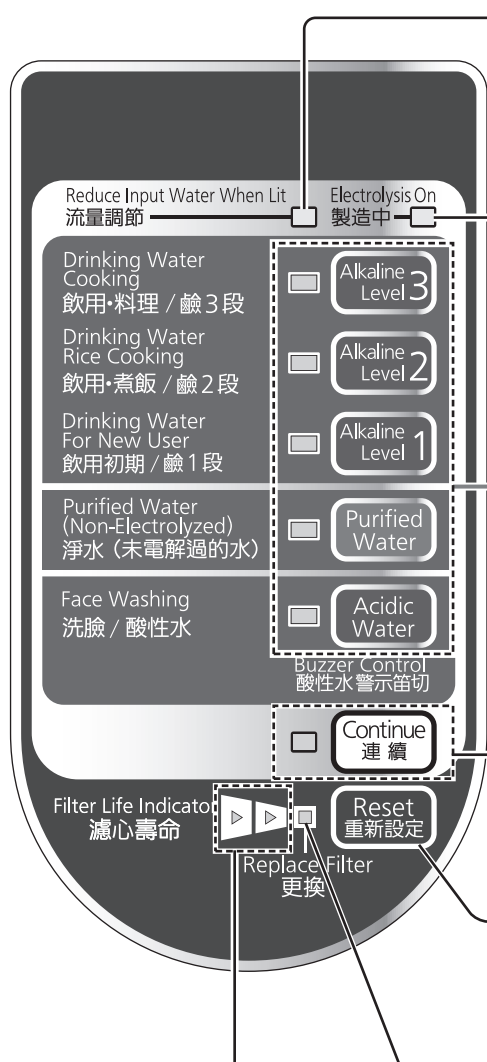 Reduce Input Water When Lit
流量調節
Electrolysis On
製造中
Drinking Water
Cooking
飲用•料理 / 鹼3段
Alkaline
Level 3
Drinking Water
Rice Cooking
飲用•煮飯 / 鹼2段
Alkaline
Level 2
Drinking Water
For New User
飲用初期 / 鹼1段
Alkaline
Level 1
Purified Water
(Non-Electrolyzed)
淨水（未電解過的水）
Purified
Water
Face Washing
洗臉 / 酸性水
Acidic
Water
Buzzer Control
酸性水警示笛切
Continue
連續
Filter Life Indicator
濾心壽命
Reset
重新設定
Replace Filter
更換